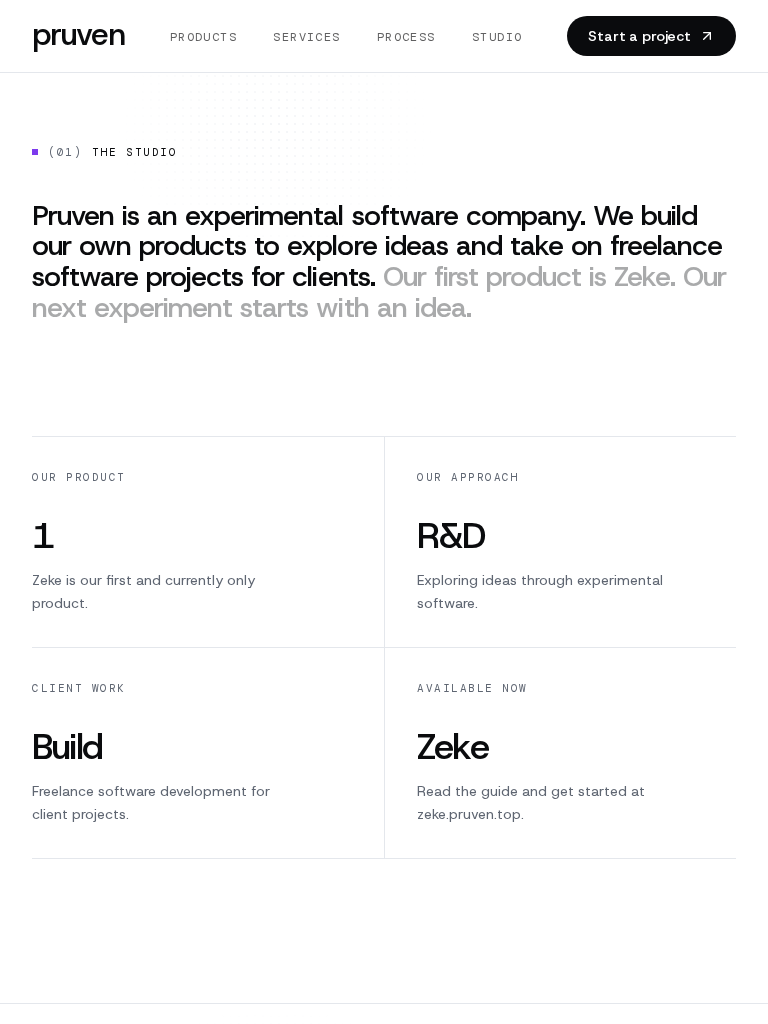 pruven
PRODUCTS
SERVICES
PROCESS
STUDIO
Start a project
(01) THE STUDIO
Pruven is an experimental software company. We build
our own products to explore ideas and take on freelance
software projects for clients. Our first product is Zeke. Our
next experiment starts with an idea.
OUR PRODUCT
1
Zeke is our first and currently only
product.
OUR APPROACH
R&D
Exploring ideas through experimental
software.
CLIENT WORK
Build
Freelance software development for
client projects.
AVAILABLE NOW
Zeke
Read the guide and get started at
zeke.pruven.top.